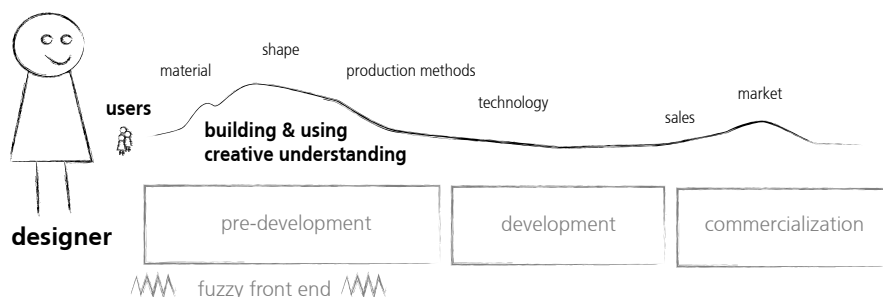 shape
material
production methods
technology
market
sales
users
building & using
creative understanding
designer
pre-development
development
commercialization
fuzzy front end